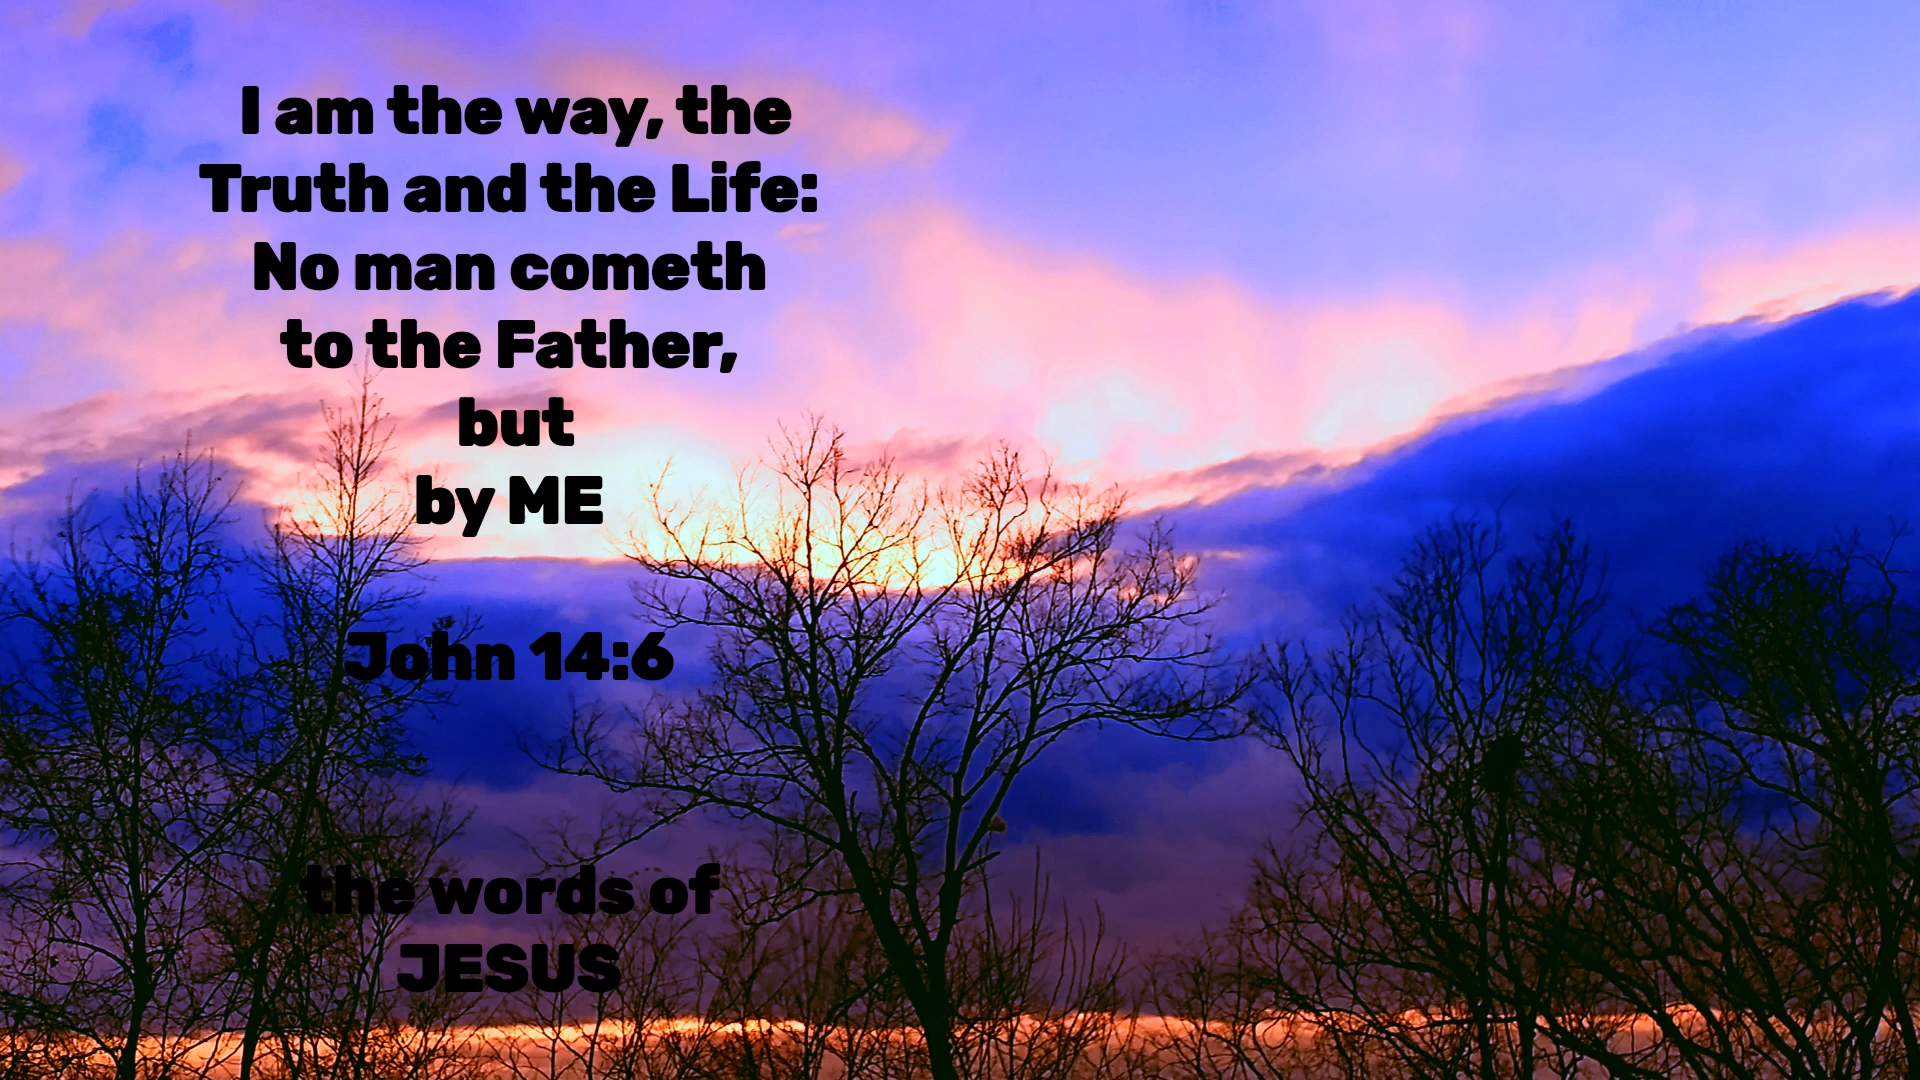 I am the way, the
Truth and the Life:
No man cometh
to the Father,
but
by ME
John 14:6
the words of
JESUS